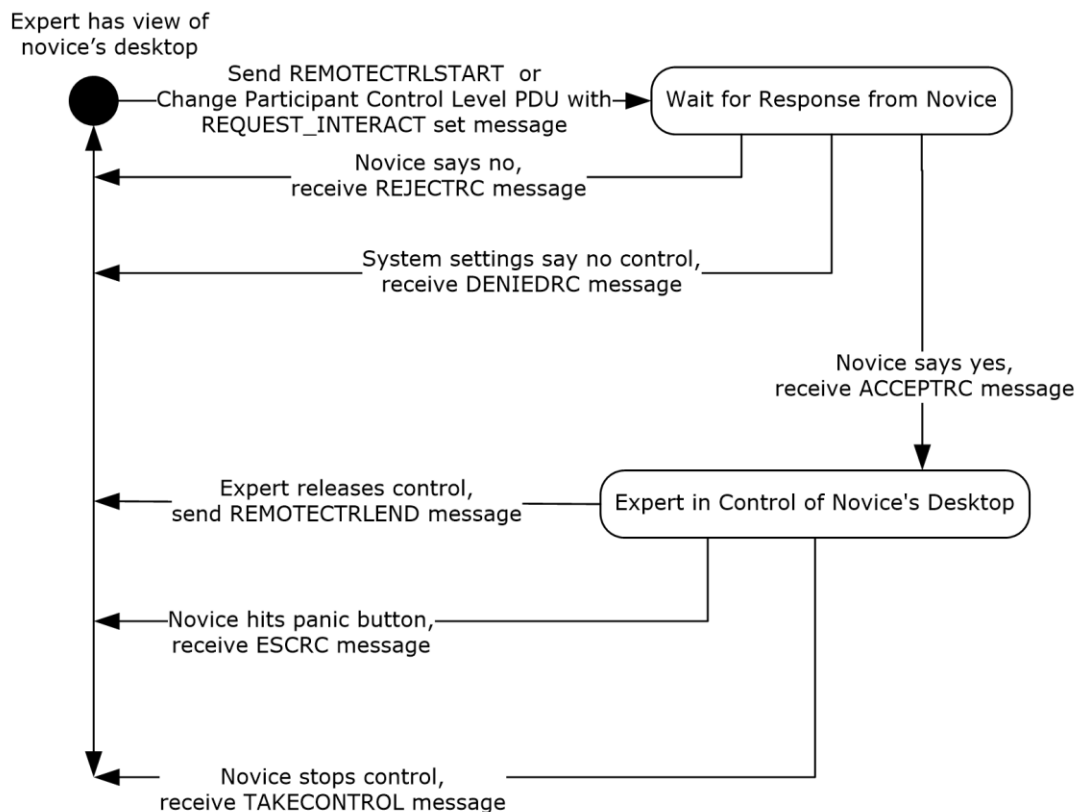 Expert has view of
novice's desktop
Send REMOTECTRLSTART or
Change Participant Control Level PDU with
REQUEST_INTERACT set message
Wait for Response from Novice
Novice says no,
receive REJECTRC message
System settings say no control,
receive DENIEDRC message
Novice says yes,
receive ACCEPTRC message
Expert releases control,
send REMOTECTRLEND message
Expert in Control of Novice's Desktop
Novice hits panic button,
receive ESCRC message
Novice stops control,
receive TAKECONTROL message